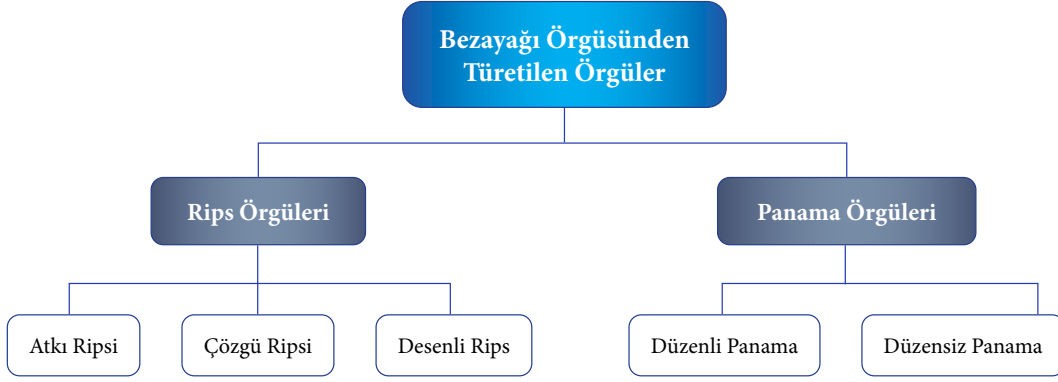 Bezayağı Örgüsünden
Türetilen Örgüler
Rips Örgüleri
Panama Örgüleri
Atkı Ripsi
Çözgü Ripsi
Desenli Rips
Düzenli Panama
Düzensiz Panama